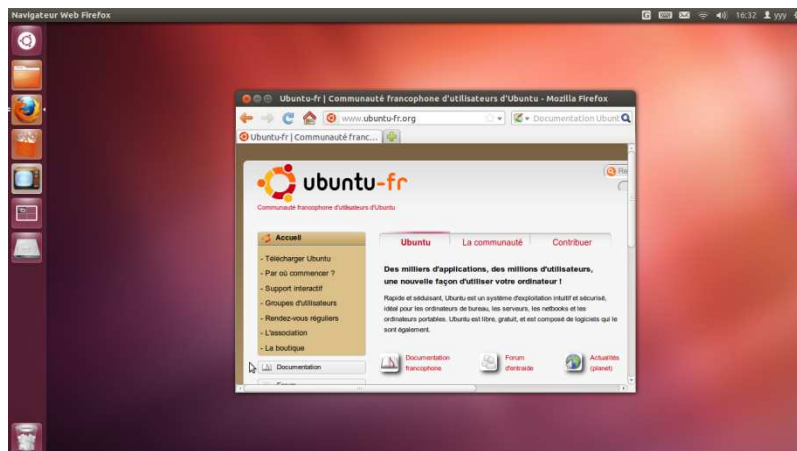 Navigateur Web Firefox
16:32 yyy
Ubuntu-fr | Communauté francophone d'utilisateurs d'Ubuntu - Mozilla Firefox
www.ubuntu-fr.org
Documentation Ubunt
Ubuntu-fr | Communauté franc...
ubuntu-fr
Communauté francophone d'utilisateurs d'Ubuntu
Accueil
Ubuntu La communauté Contribuer
- Télécharger Ubuntu
- Par où commencer ?
- Support interactif
- Groupes d'utilisateurs
- Rendez-vous réguliers
- L'association
- La boutique
Documentation
Des milliers d'applications, des millions d'utilisateurs,
une nouvelle façon d'utiliser votre ordinateur !
Rapide et séduisant, Ubuntu est un système d'exploitation intuitif et sécurisé,
idéal pour les ordinateurs de bureau, les serveurs, les netbooks et les
ordinateurs portables. Ubuntu est libre, gratuit, et est composé de logiciels qui le
sont également.
Documentation
francophone
Forum
d'entraide
Actualités
(planet)